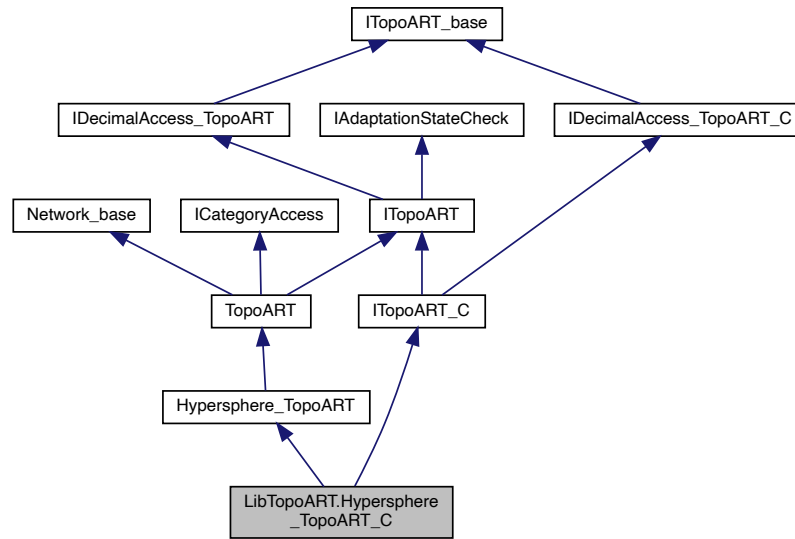 ITopoART_base
IDecimalAccess_TopoART
IAdaptationStateCheck
IDecimalAccess_TopoART_C
Network_base
ICategoryAccess
ITopoART
TopoART
ITopoART_C
Hypersphere_TopoART
LibTopoART.Hypersphere
_TopoART_C